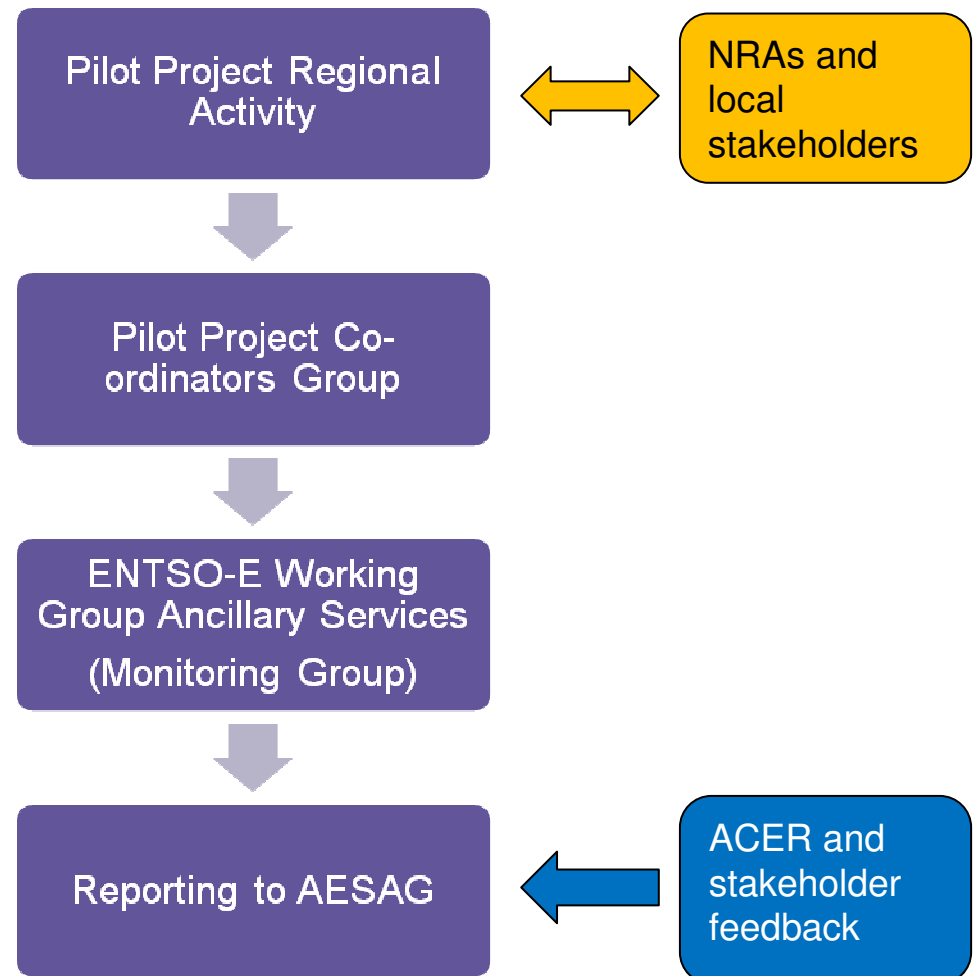 Pilot Project Regional
Activity
NRAs and
local
stakeholders
Pilot Project Co-
ordinators Group
ENTSO-E Working
Group Ancillary Services
(Monitoring Group)
Reporting to AESAG
ACER and
stakeholder
feedback